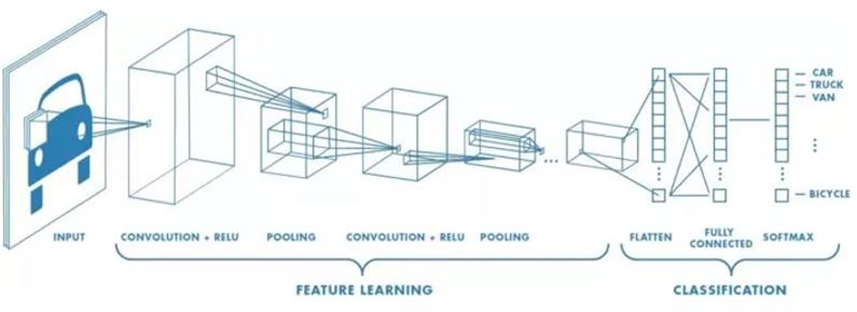 CAR
TRUCK
VAN
BICYCLE
INPUT
CONVOLUTION + RELU
POOLING
CONVOLUTION + RELU
POOLING
FLATTEN
FULLY
CONNECTED
SOFTMAX
FEATURE LEARNING
CLASSIFICATION